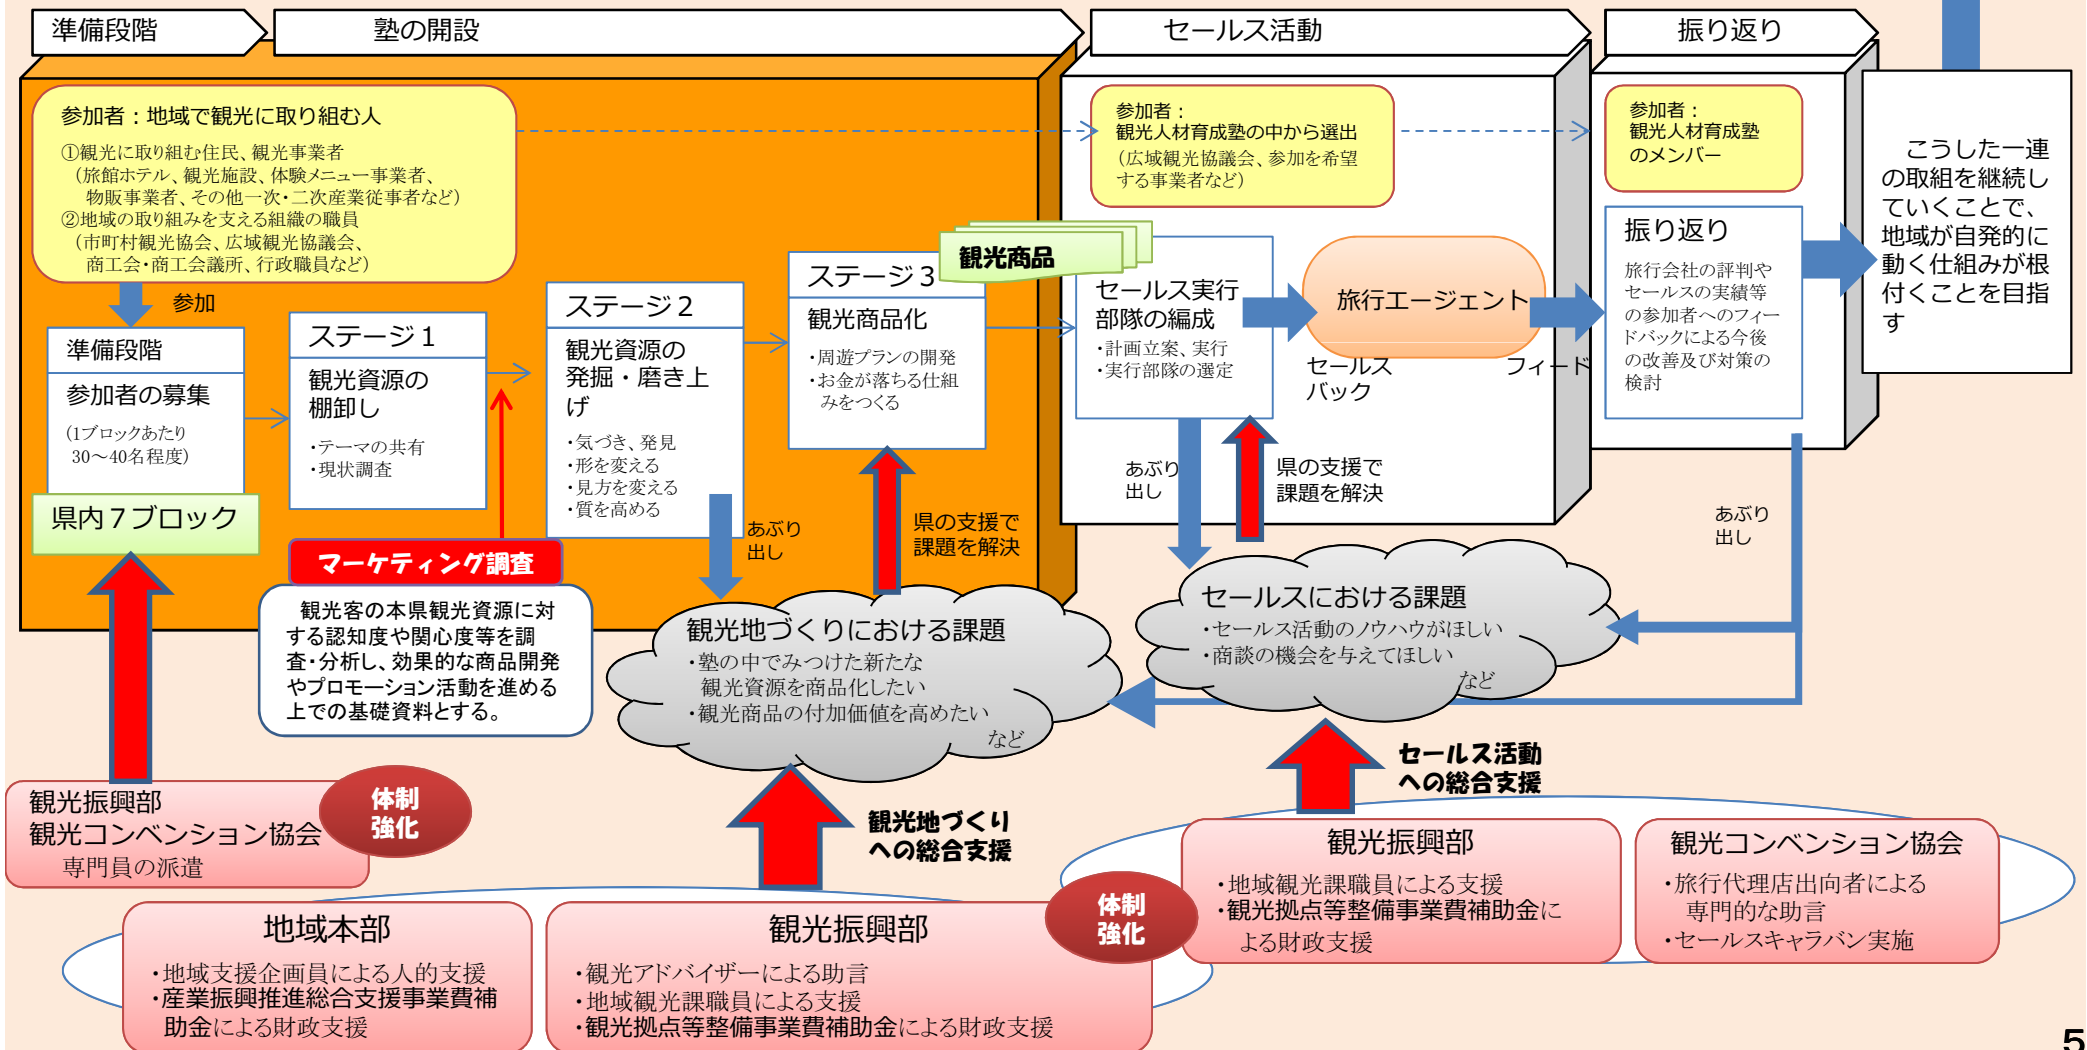 準備段階
塾の開設
セールス活動
振り返り
参加者：地域で観光に取り組む人
①観光に取り組む住民、観光事業者
（旅館ホテル、観光施設、体験メニュー事業者、
物販事業者、その他一次・二次産業従事者など）
②地域の取り組みを支える組織の職員
（市町村観光協会、広域観光協議会、
商工会・商工会議所、行政職員など）
参加
参加者：
観光人材育成塾の中から選出
（広域観光協議会、参加を希望
する事業者など）
参加者：
観光人材育成塾
のメンバー
こうした一連
の取組を継続し
ていくことで、
地域が自発的に
動く仕組みが根
付くことを目指
す
準備段階
参加者の募集
（1ブロックあたり
30～40名程度）
県内７ブロック
ステージ１
観光資源の
棚卸し
・テーマの共有
・現状調査
ステージ２
観光資源の
発掘・磨き上
げ
・気づき、発見
・形を変える
・見方を変える
・質を高める
ステージ３
観光商品化
・周遊プランの開発
・お金が落ちる仕組
みをつくる
観光商品
セールス実行
部隊の編成
・計画立案、実行
・実行部隊の選定
旅行エージェント
セールス
バック
フィード
振り返り
旅行会社の評判や
セールスの実績等
の参加者へのフィー
ドバックによる今後
の改善及び対策の
検討
あぶり
出し
県の支援で
課題を解決
あぶり
出し
県の支援で
課題を解決
あぶり
出し
マーケティング調査
観光客の本県観光資源に対
する認知度や関心度等を調
査・分析し、効果的な商品開発
やプロモーション活動を進める
上での基礎資料とする。
観光地づくりにおける課題
・塾の中でみつけた新たな
観光資源を商品化したい
・観光商品の付加価値を高めたい
など
セールスにおける課題
・セールス活動のノウハウがほしい
・商談の機会を与えてほしい
など
観光振興部
観光コンベンション協会
専門員の派遣
体制
強化
観光地づくり
への総合支援
セールス活動
への総合支援
地域本部
・地域支援企画員による人的支援
・産業振興推進総合支援事業費補
助金による財政支援
観光振興部
・観光アドバイザーによる助言
・地域観光課職員による支援
・観光拠点等整備事業費補助金による財政支援
体制
強化
観光振興部
・地域観光課職員による支援
・観光拠点等整備事業費補助金に
よる財政支援
観光コンベンション協会
・旅行代理店出向者による
専門的な助言
・セールスキャラバン実施
5